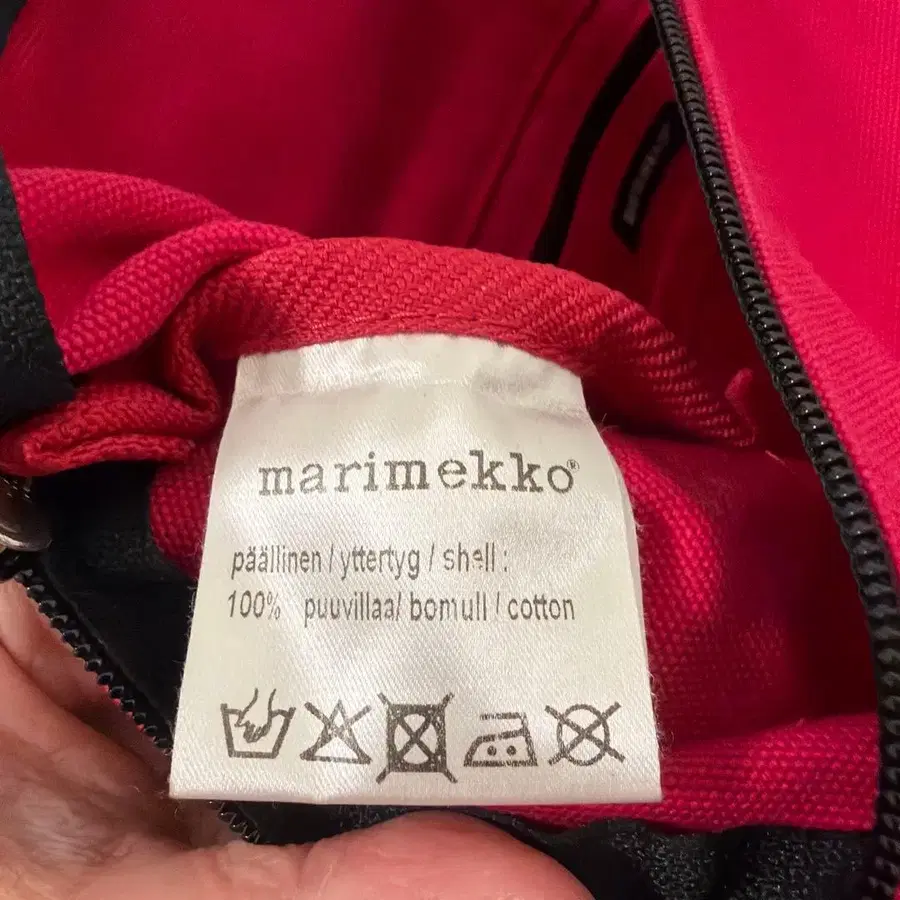 marimekko®
päällinen / yttertyg / shell :
100% puuvillaa/ bomull / cotton